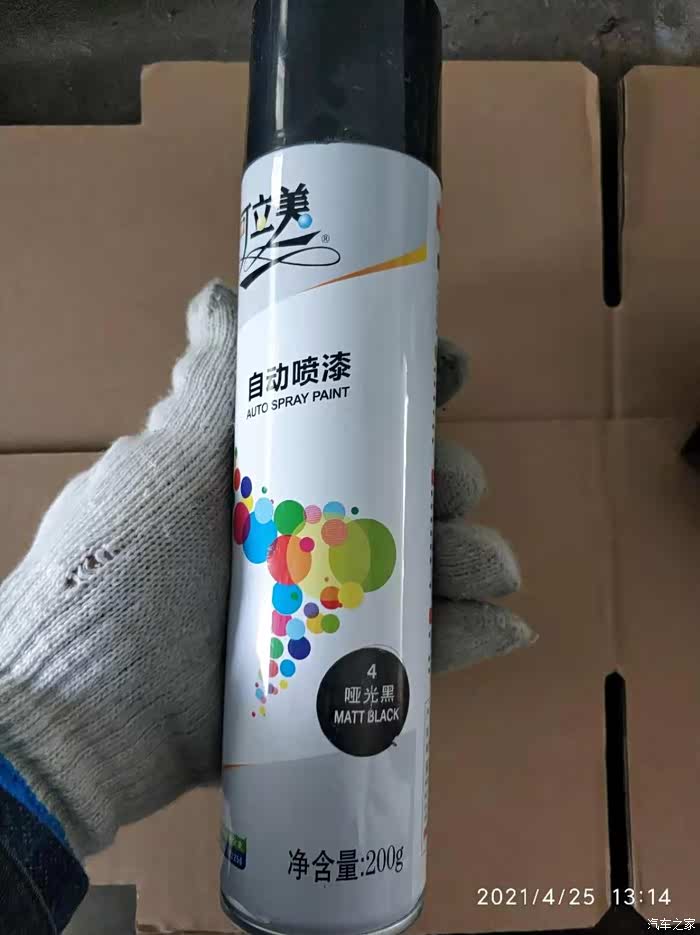 立美
®
自动喷漆
AUTO SPRAY PAINT
4
哑光黑
MATT BLACK
净含量:200g
2021/4/25 13:14
汽车之家